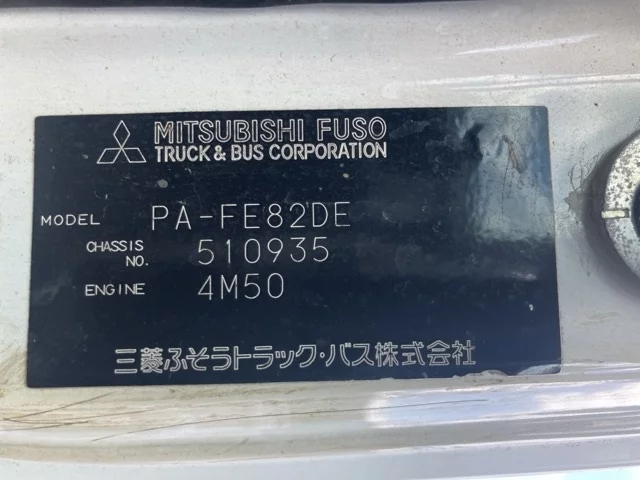 MITSUBISHI FUSO
TRUCK & BUS CORPORATION
MODEL PA-FE82DE
CHASSIS NO. 510935
ENGINE 4M50
三菱ふそうトラック・バス株式会社